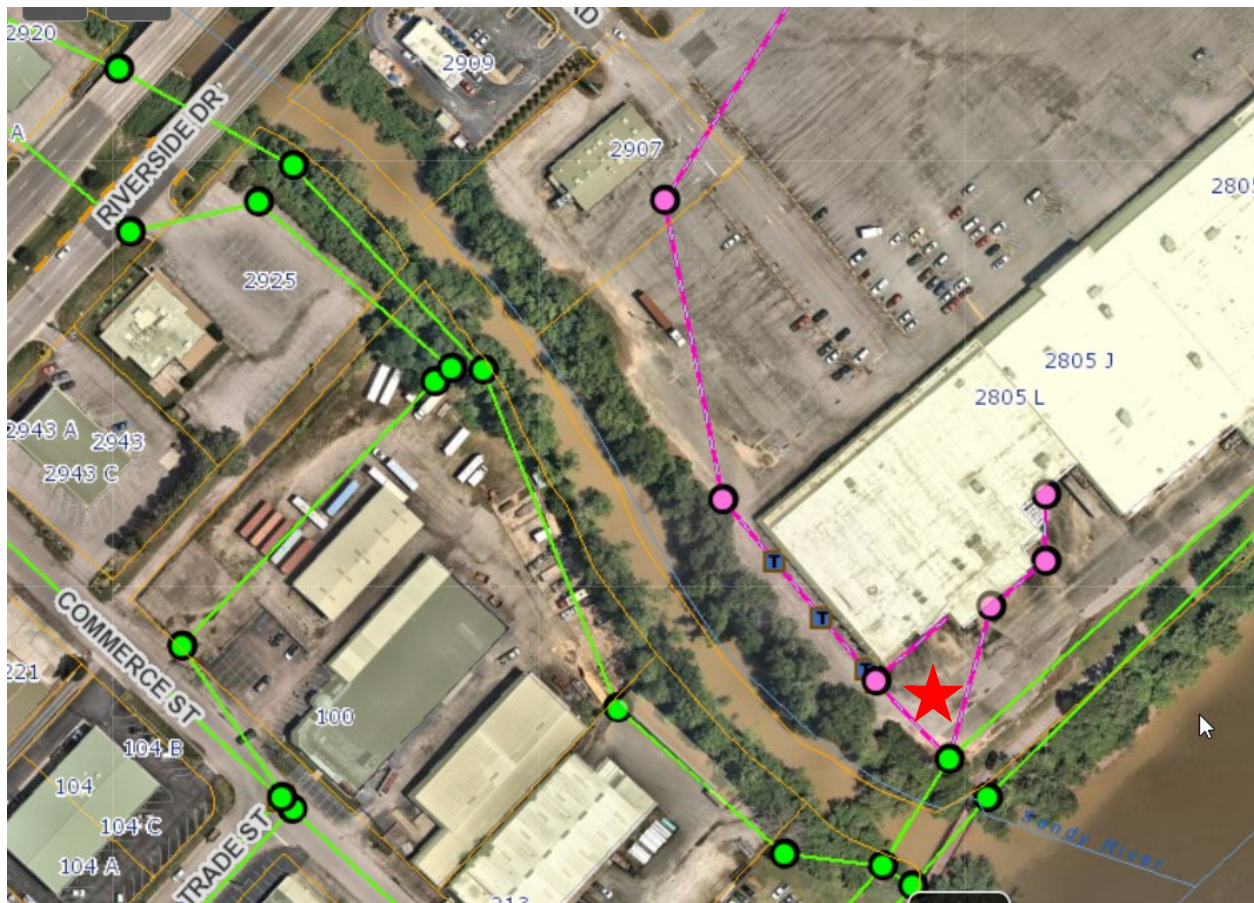 2920
AD
2909
A
RIVERSIDE DR
2907
2805
2925
2805 J
2805 L
2943 A
2943
2943 C
COMMERCE ST
221
100
104 B
104
104 C
104 A
TRADE ST
T
T
T
Sandy River
213